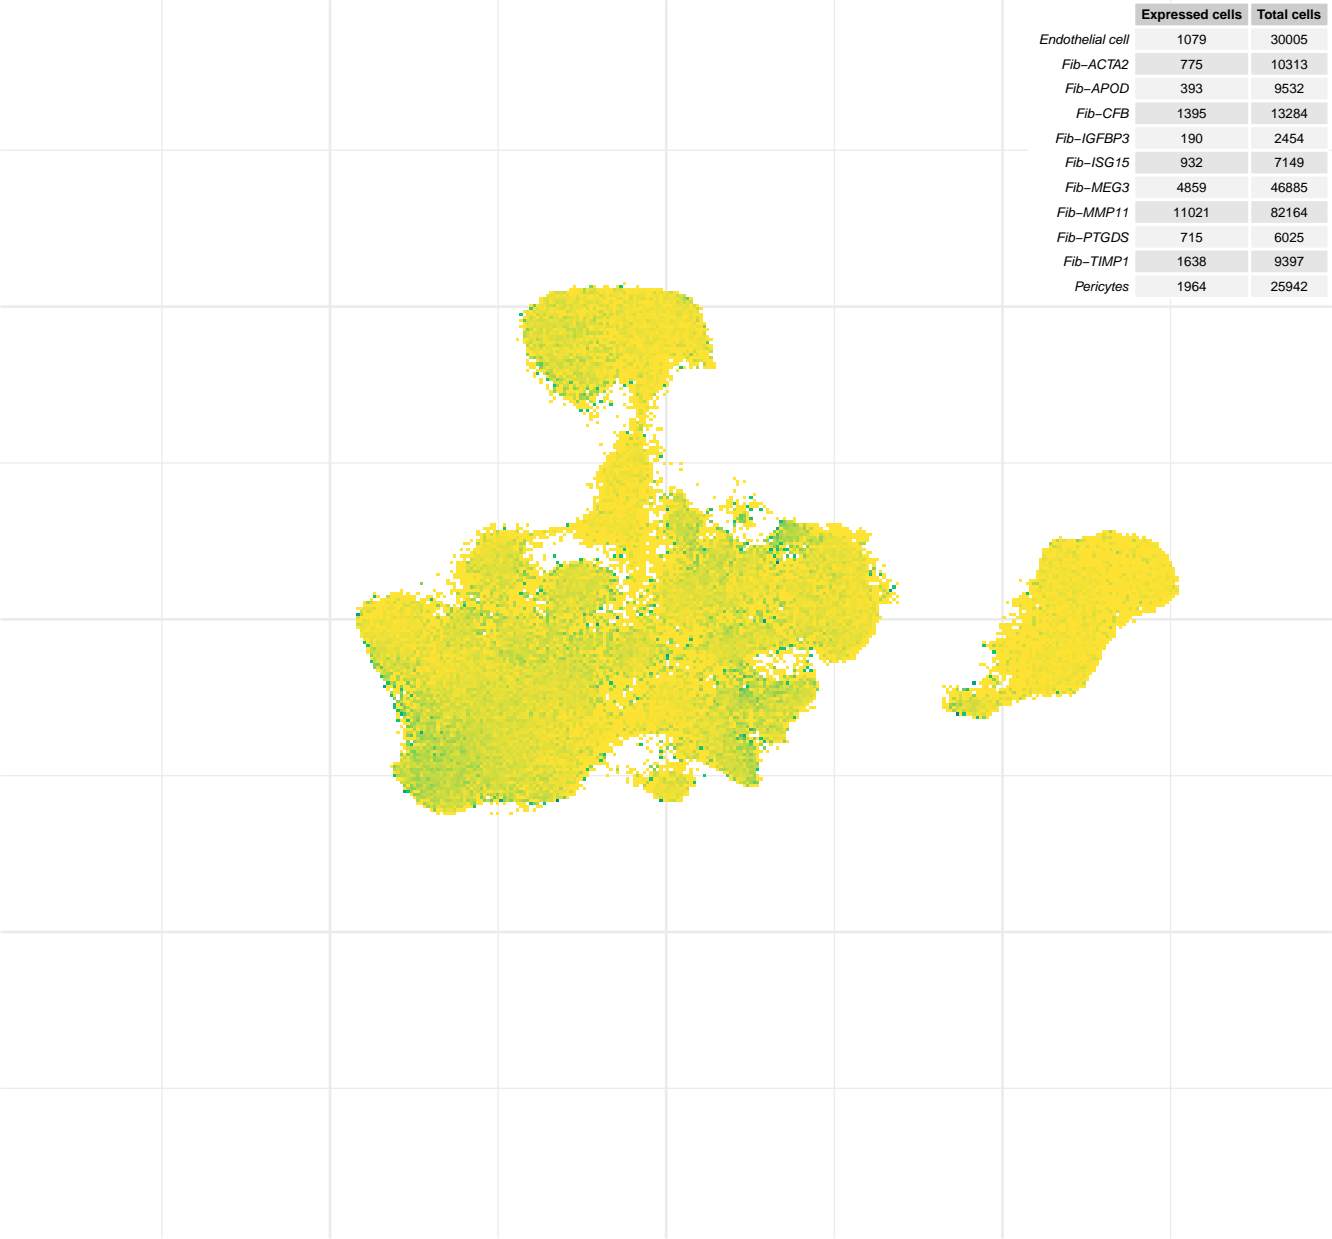 Expressed cells Total cells
Endothelial cell 1079 30005
Fib−ACTA2 775 10313
Fib−APOD 393 9532
Fib−CFB 1395 13284
Fib−IGFBP3 190 2454
Fib−ISG15 932 7149
Fib−MEG3 4859 46885
Fib−MMP11 11021 82164
Fib−PTGDS 715 6025
Fib−TIMP1 1638 9397
Pericytes 1964 25942